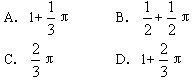 A. 1+1/3 π B. 1/2+1/2 π
C. 2/3 π D. 1+2/3 π